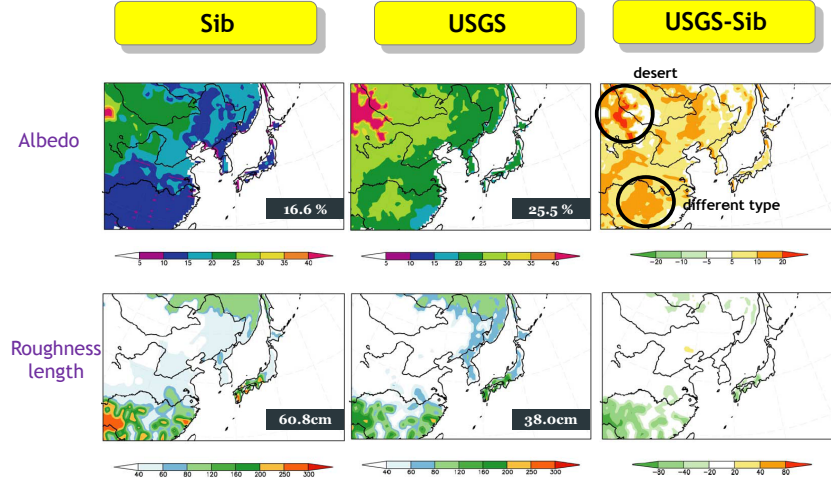 Sib
USGS
USGS-Sib
desert
Albedo
different type
16.6 %
25.5 %
5 10 15 20 25 30 35 40
5 10 15 20 25 30 35 40
-20 -10 -5 5 10 20
Roughness
length
60.8cm
38.0cm
40 60 80 120 160 200 250 300
40 60 80 120 160 200 250 300
-30 -40 -20 20 40 80